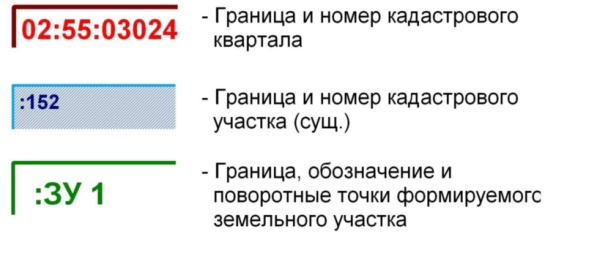 02:55:03024
- Граница и номер кадастрового
квартала
:152
- Граница и номер кадастрового
участка (сущ.)
:ЗУ 1
- Граница, обозначение и
поворотные точки формируемого
земельного участка